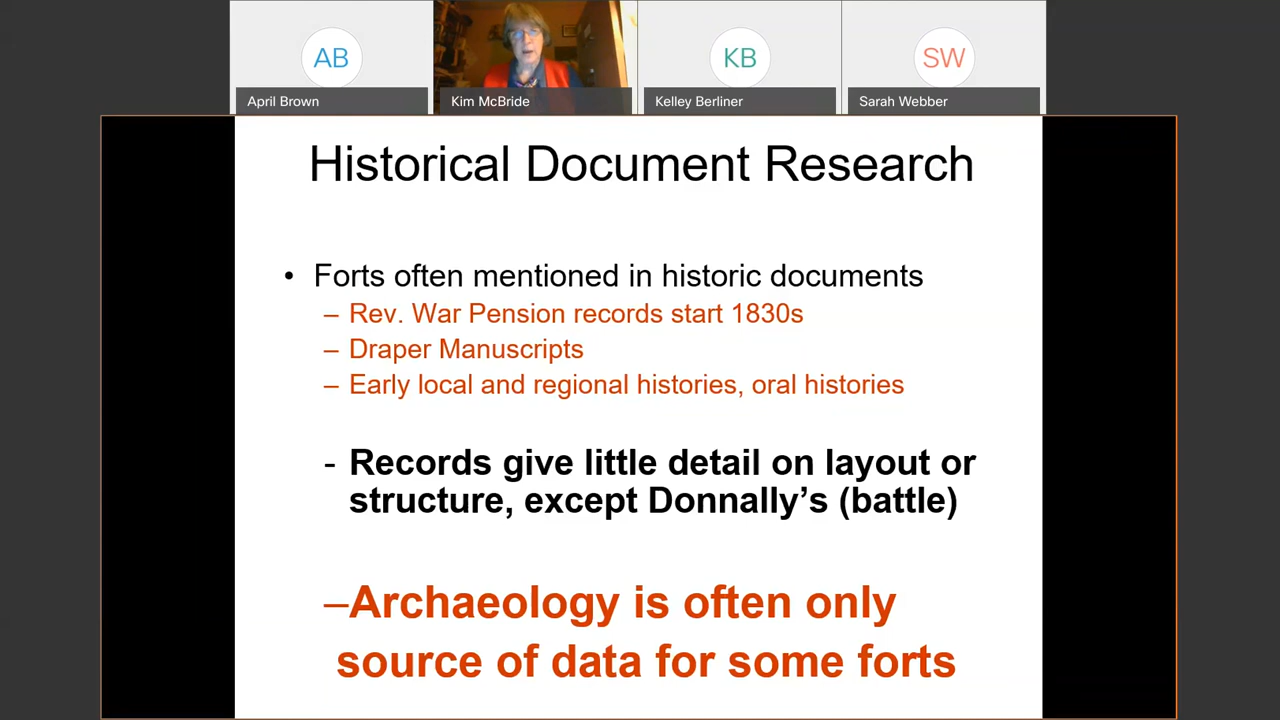 AB
KB
SW
April Brown
Kim McBride
Kelley Berliner
Sarah Webber
Historical Document Research
• Forts often mentioned in historic documents
– Rev. War Pension records start 1830s
– Draper Manuscripts
– Early local and regional histories, oral histories
- Records give little detail on layout or
structure, except Donnally’s (battle)
–Archaeology is often only
source of data for some forts